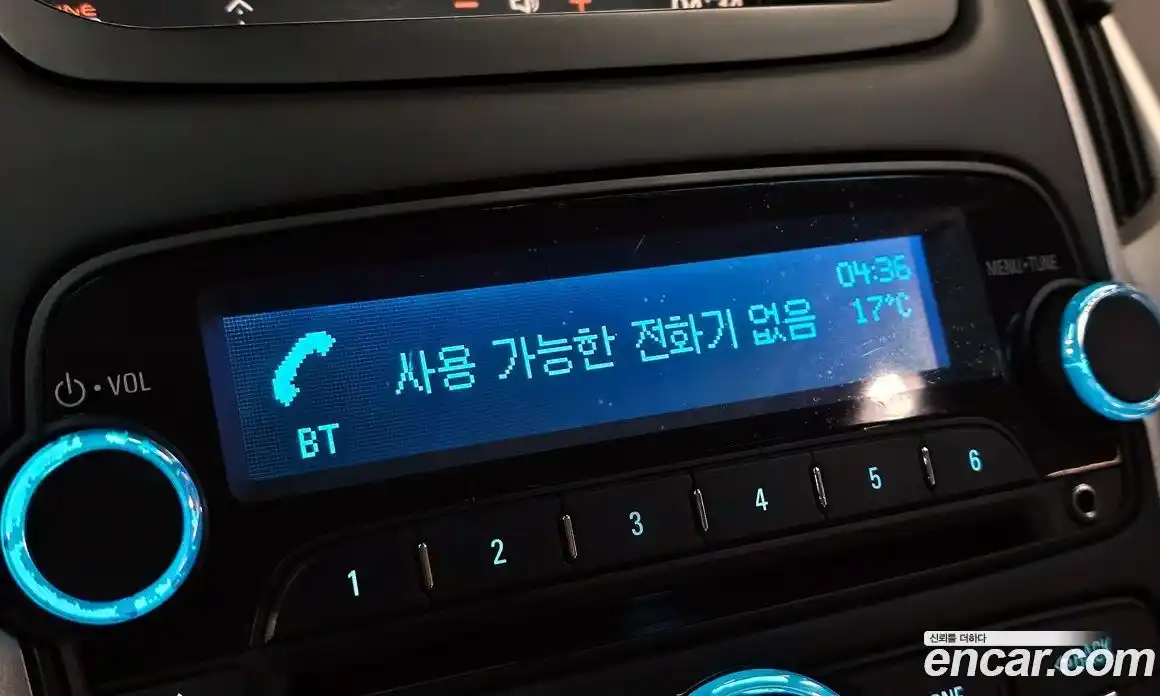 04:36
17°C
사용 가능한 전화기 없음
BT
MENU•TUNE
•VOL
1
2
3
4
5
6
신뢰를 더하다
encar.com